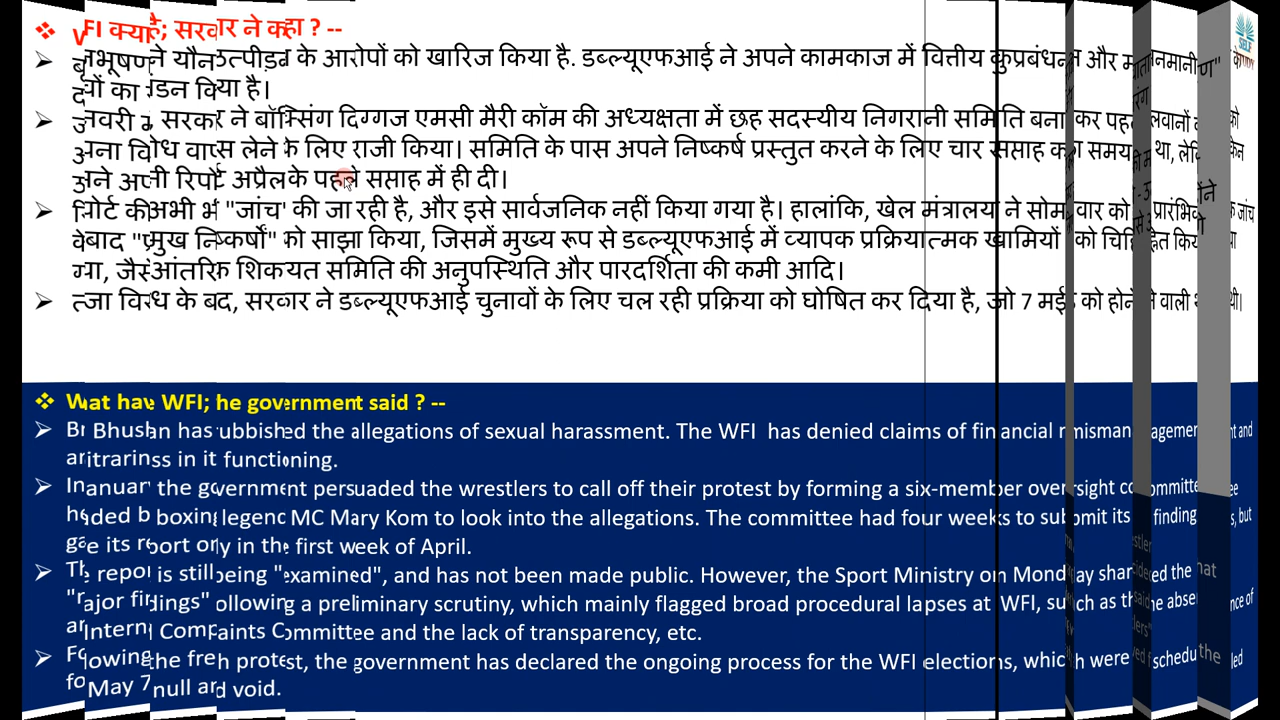 WFI क्या है; सरकार ने कहा ? --
बृजभूषण ने यौन उत्पीड़न के आरोपों को खारिज किया है. डब्ल्यूएफआई ने अपने कामकाज में वित्तीय कुप्रबंधन और मनमानी के
दावों का खंडन किया है।
जनवरी में, सरकार ने बॉक्सिंग दिग्गज एमसी मैरी कॉम की अध्यक्षता में छह सदस्यीय निगरानी समिति बनाकर पहलवानों को
अपना विरोध वापस लेने के लिए राजी किया। समिति के पास अपने निष्कर्ष प्रस्तुत करने के लिए चार सप्ताह का समय था, लेकिन
उसने अपनी रिपोर्ट अप्रैल के पहले सप्ताह में ही दी।
रिपोर्ट की अभी भी "जांच' की जा रही है, और इसे सार्वजनिक नहीं किया गया है। हालांकि, खेल मंत्रालय ने सोमवार को प्रारंभिक जांच
के बाद "प्रमुख निष्कर्षों" को साझा किया, जिसमें मुख्य रूप से डब्ल्यूएफआई में व्यापक प्रक्रियात्मक खामियों को चिह्नित किया
गया, जैसे आंतरिक शिकयत समिति की अनुपस्थिति और पारदर्शिता की कमी आदि।
ताजा विरोध के बाद, सरकार ने डब्ल्यूएफआई चुनावों के लिए चल रही प्रक्रिया को घोषित कर दिया है, जो 7 मई को होने वाली थी।
What have WFI; the government said ? --
Brij Bhushan has rubbished the allegations of sexual harassment. The WFI has denied claims of financial mismanagement and
arbitrariness in it functioning.
In January, the government persuaded the wrestlers to call off their protest by forming a six-member oversight committee
headed by boxing legend MC Mary Kom to look into the allegations. The committee had four weeks to submit its findings, but
gave its report only in the first week of April.
The report is still being "examined", and has not been made public. However, the Sport Ministry on Monday shared the
"major findings" following a preliminary scrutiny, which mainly flagged broad procedural lapses at WFI, such as the absence of
an Internal Complaints Committee and the lack of transparency, etc.
Following the fresh protest, the government has declared the ongoing process for the WFI elections, which were scheduled
for May 7 null and void.